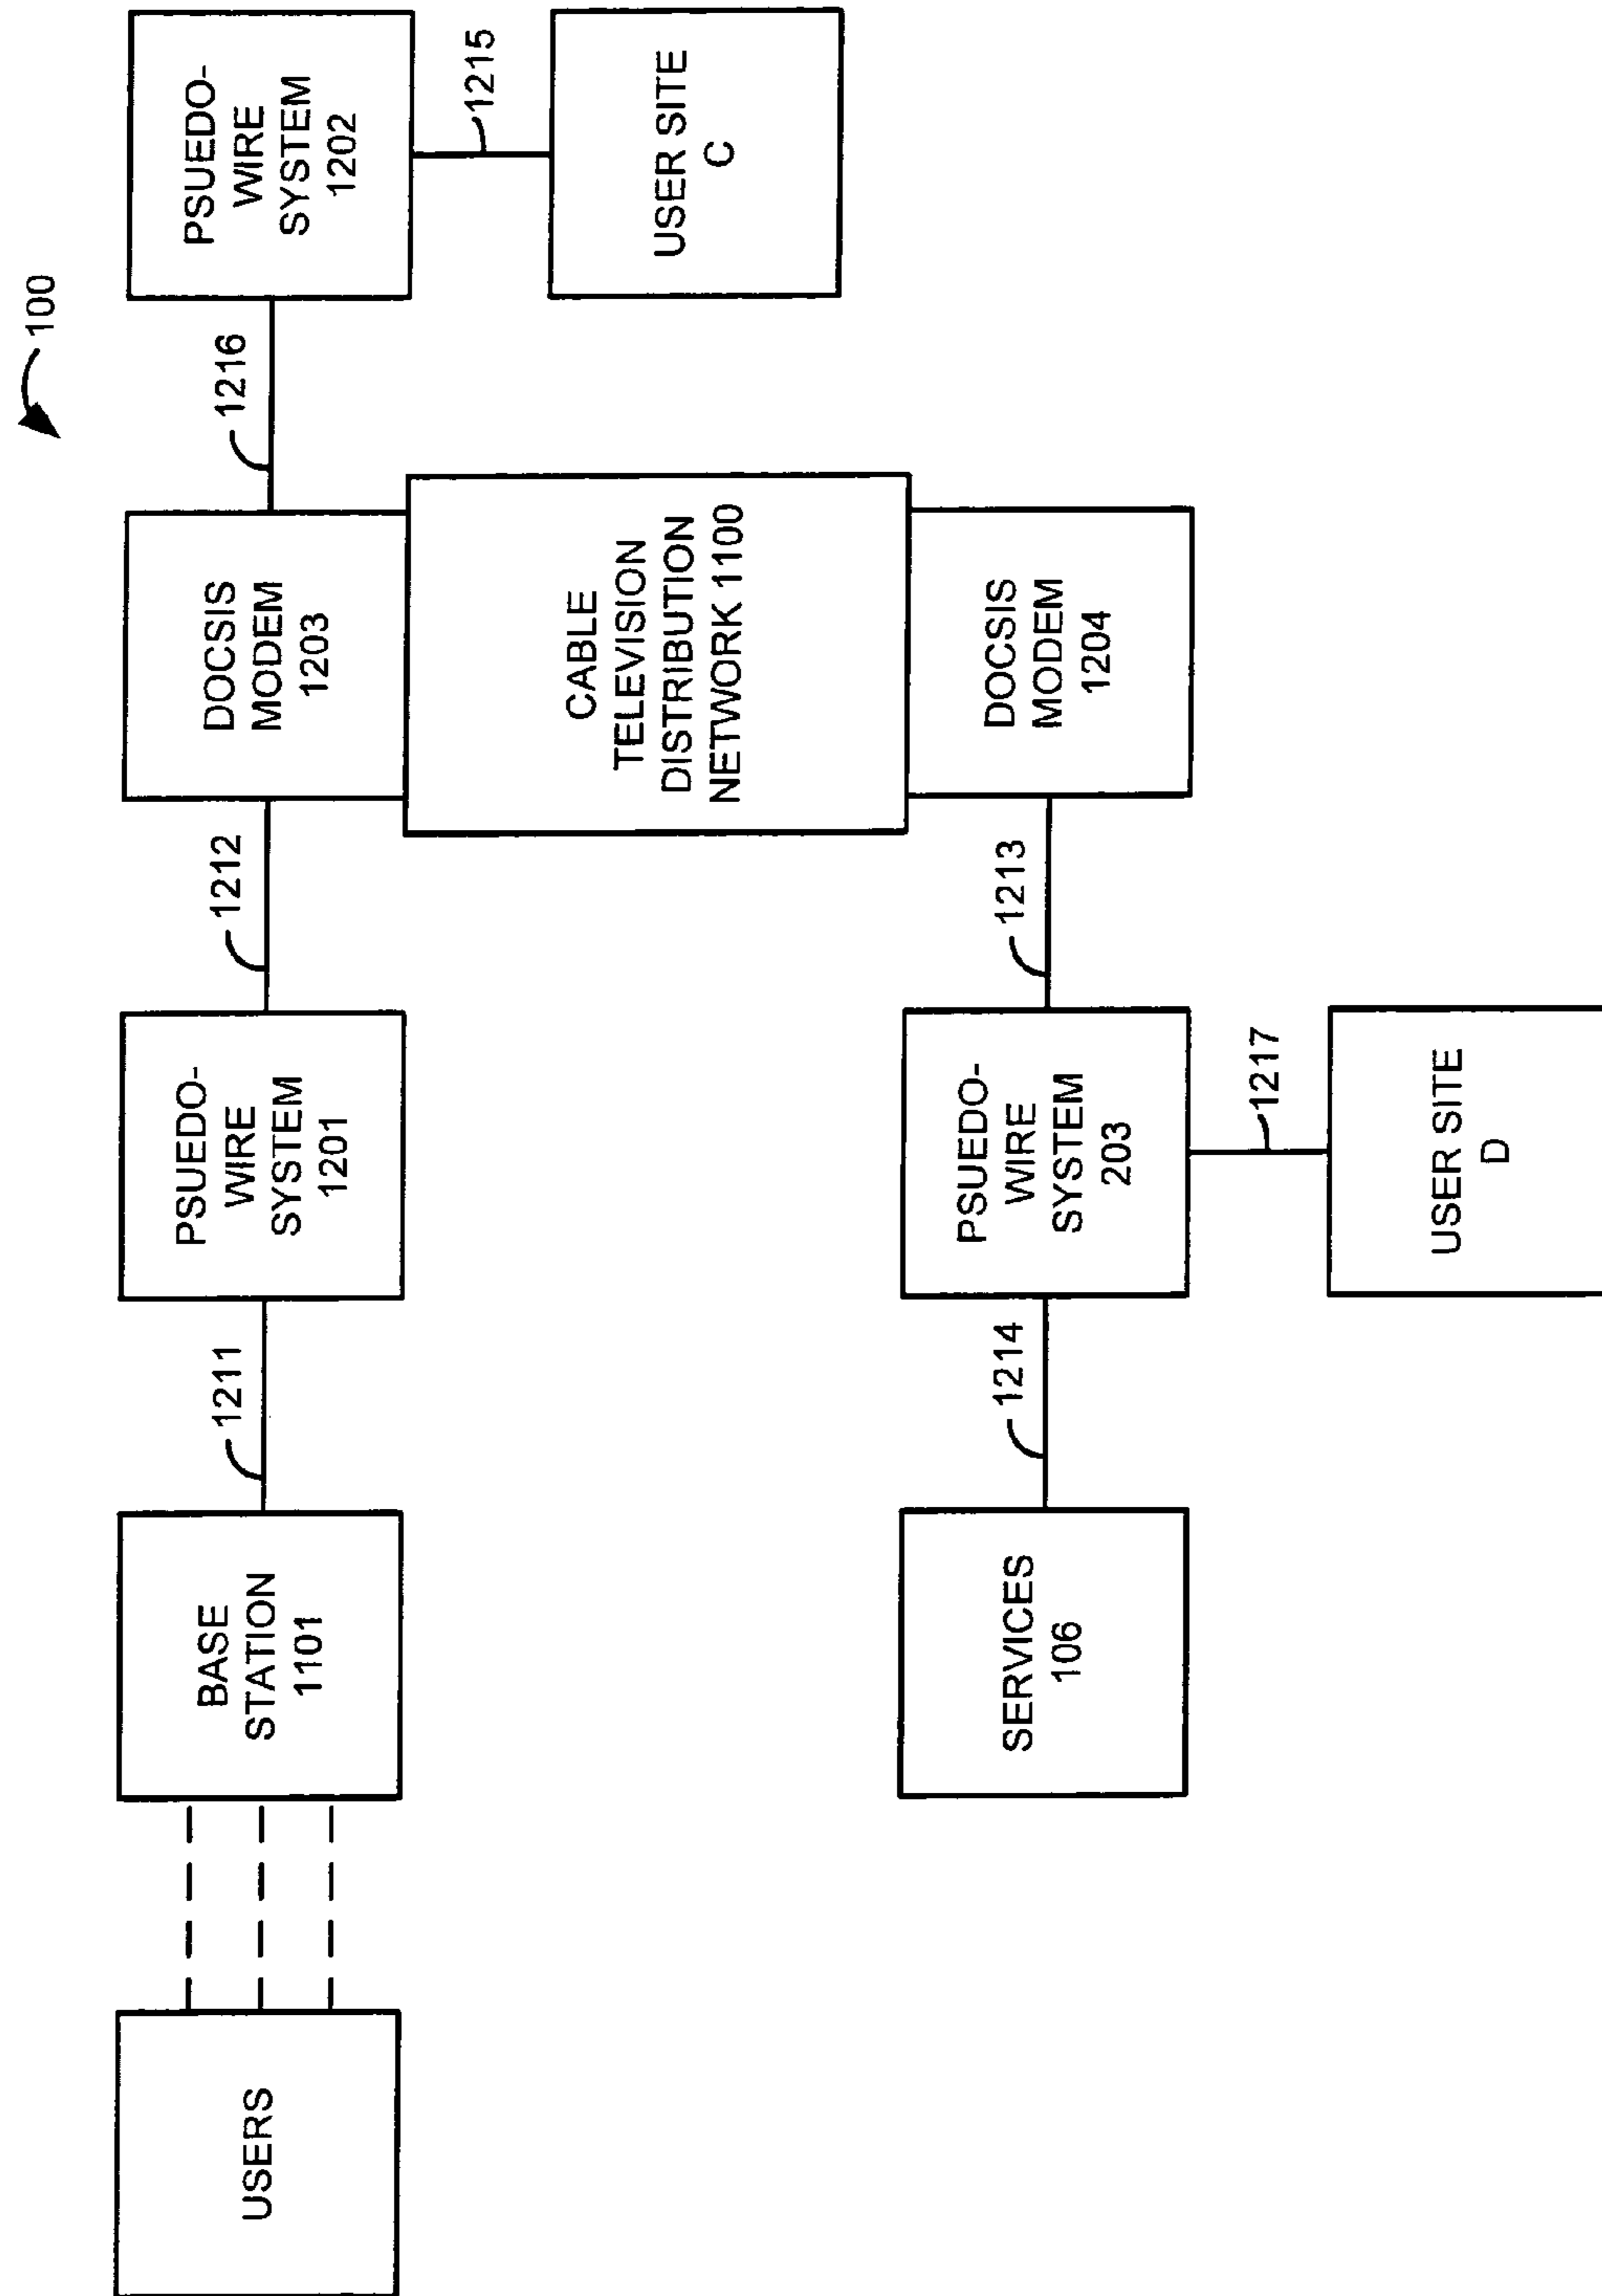 100
USERS
BASE
STATION
1101
1211
PSUEDO-
WIRE
SYSTEM
1201
1212
DOCSIS
MODEM
1203
1216
PSUEDO-
WIRE
SYSTEM
1202
1215
USER SITE
C
CABLE
TELEVISION
DISTRIBUTION
NETWORK 1100
SERVICES
106
1214
PSUEDO-
WIRE
SYSTEM
203
1213
DOCSIS
MODEM
1204
1217
USER SITE
D